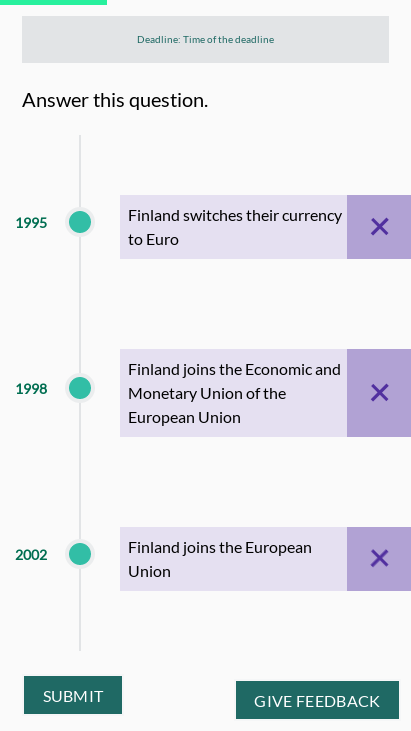 Deadline: Time of the deadline
Answer this question.
1995
Finland switches their currency
to Euro
1998
Finland joins the Economic and
Monetary Union of the
European Union
2002
Finland joins the European
Union
SUBMIT
GIVE FEEDBACK